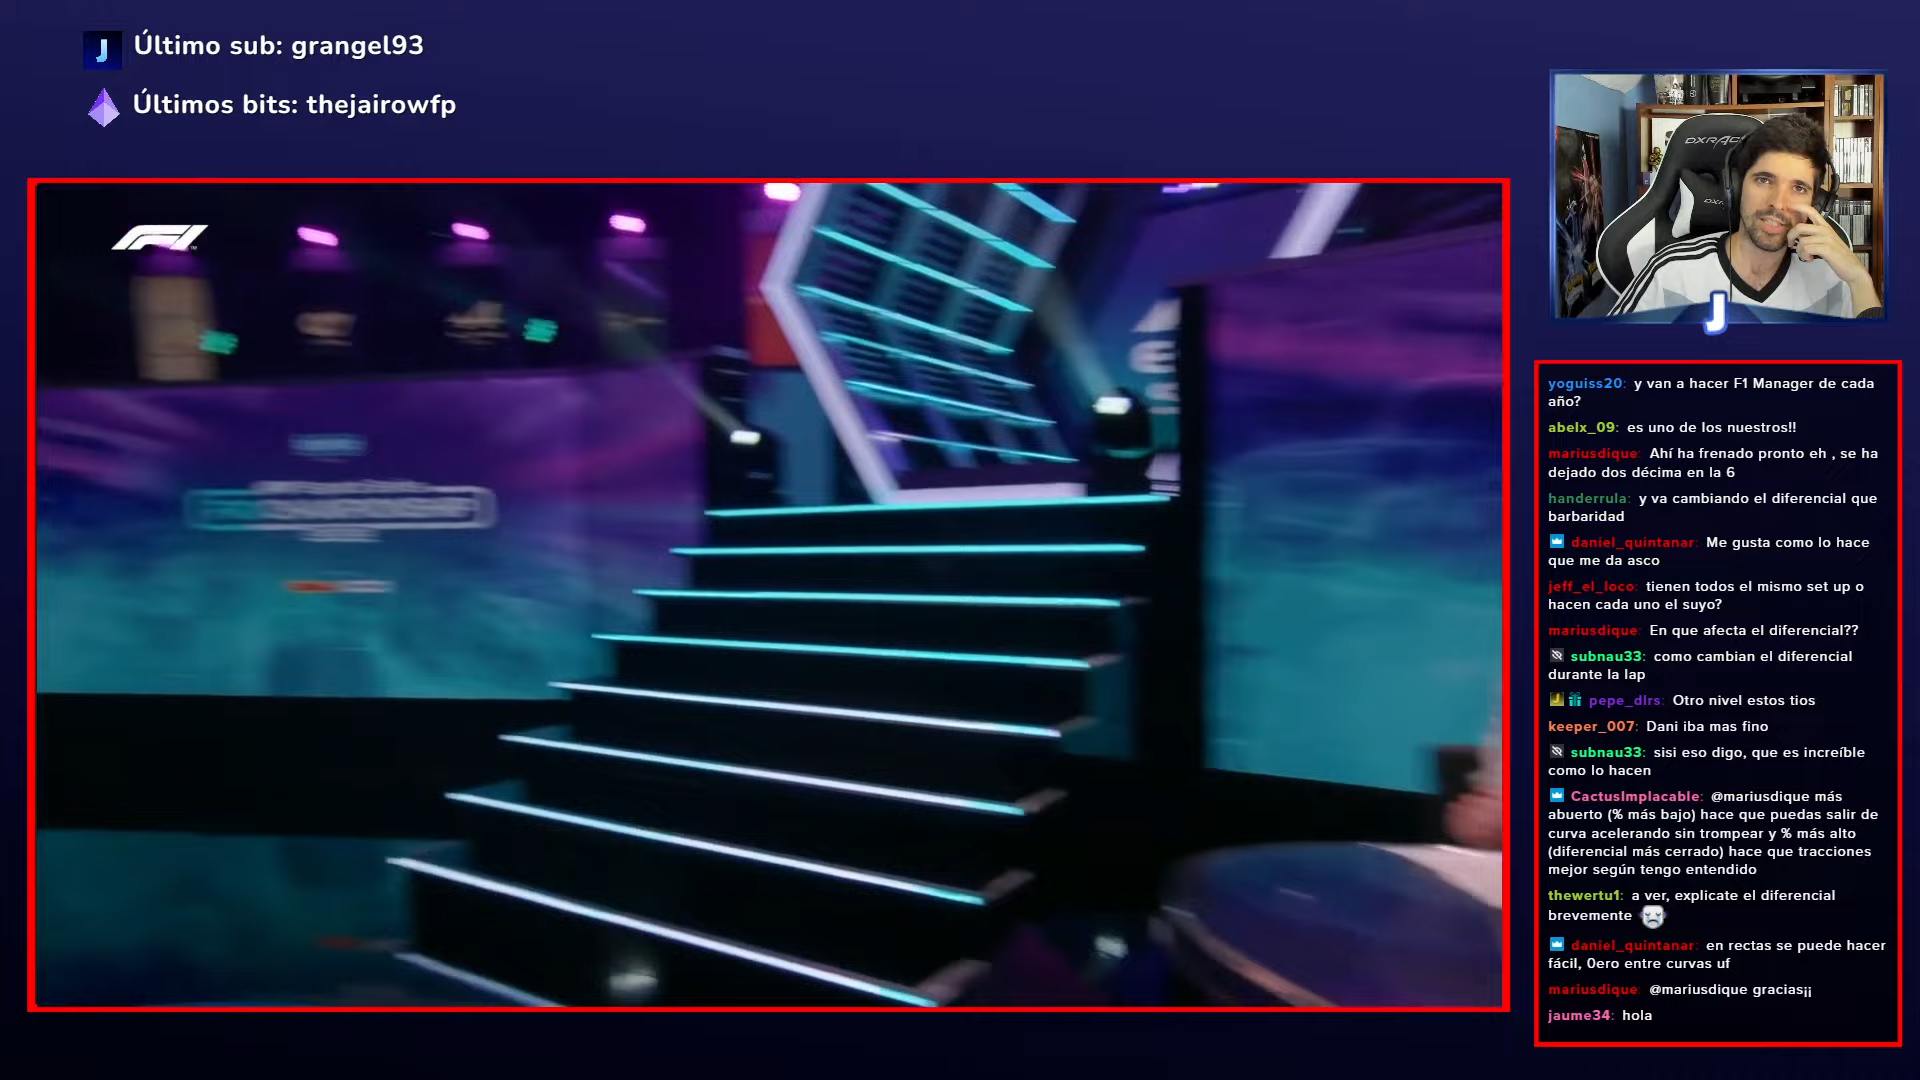 Último sub: grangel93
Últimos bits: thejairowfp
F1
DXRAC
J
yoguiss20: y van a hacer F1 Manager de cada
año?
abelx_09: es uno de los nuestros!!
mariusdique: Ahí ha frenado pronto eh , se ha
dejado dos décima en la 6
handerrula: y va cambiando el diferencial que
barbaridad
daniel_quintanar: Me gusta como lo hace
que me da asco
jeff_el_loco: tienen todos el mismo set up o
hacen cada uno el suyo?
mariusdique: En que afecta el diferencial??
subnau33: como cambian el diferencial
durante la lap
pepe_dlrs: Otro nivel estos tios
keeper_007: Dani iba mas fino
subnau33: sisi eso digo, que es increíble
como lo hacen
CactusImplacable: @mariusdique más
abuerto (% más bajo) hace que puedas salir de
curva acelerando sin trompear y % más alto
(diferencial más cerrado) hace que tracciones
mejor según tengo entendido
thewertu1: a ver, explicate el diferencial
brevemente
daniel_quintanar: en rectas se puede hacer
fácil, 0ero entre curvas uf
mariusdique: @mariusdique gracias¡¡
jaume34: hola